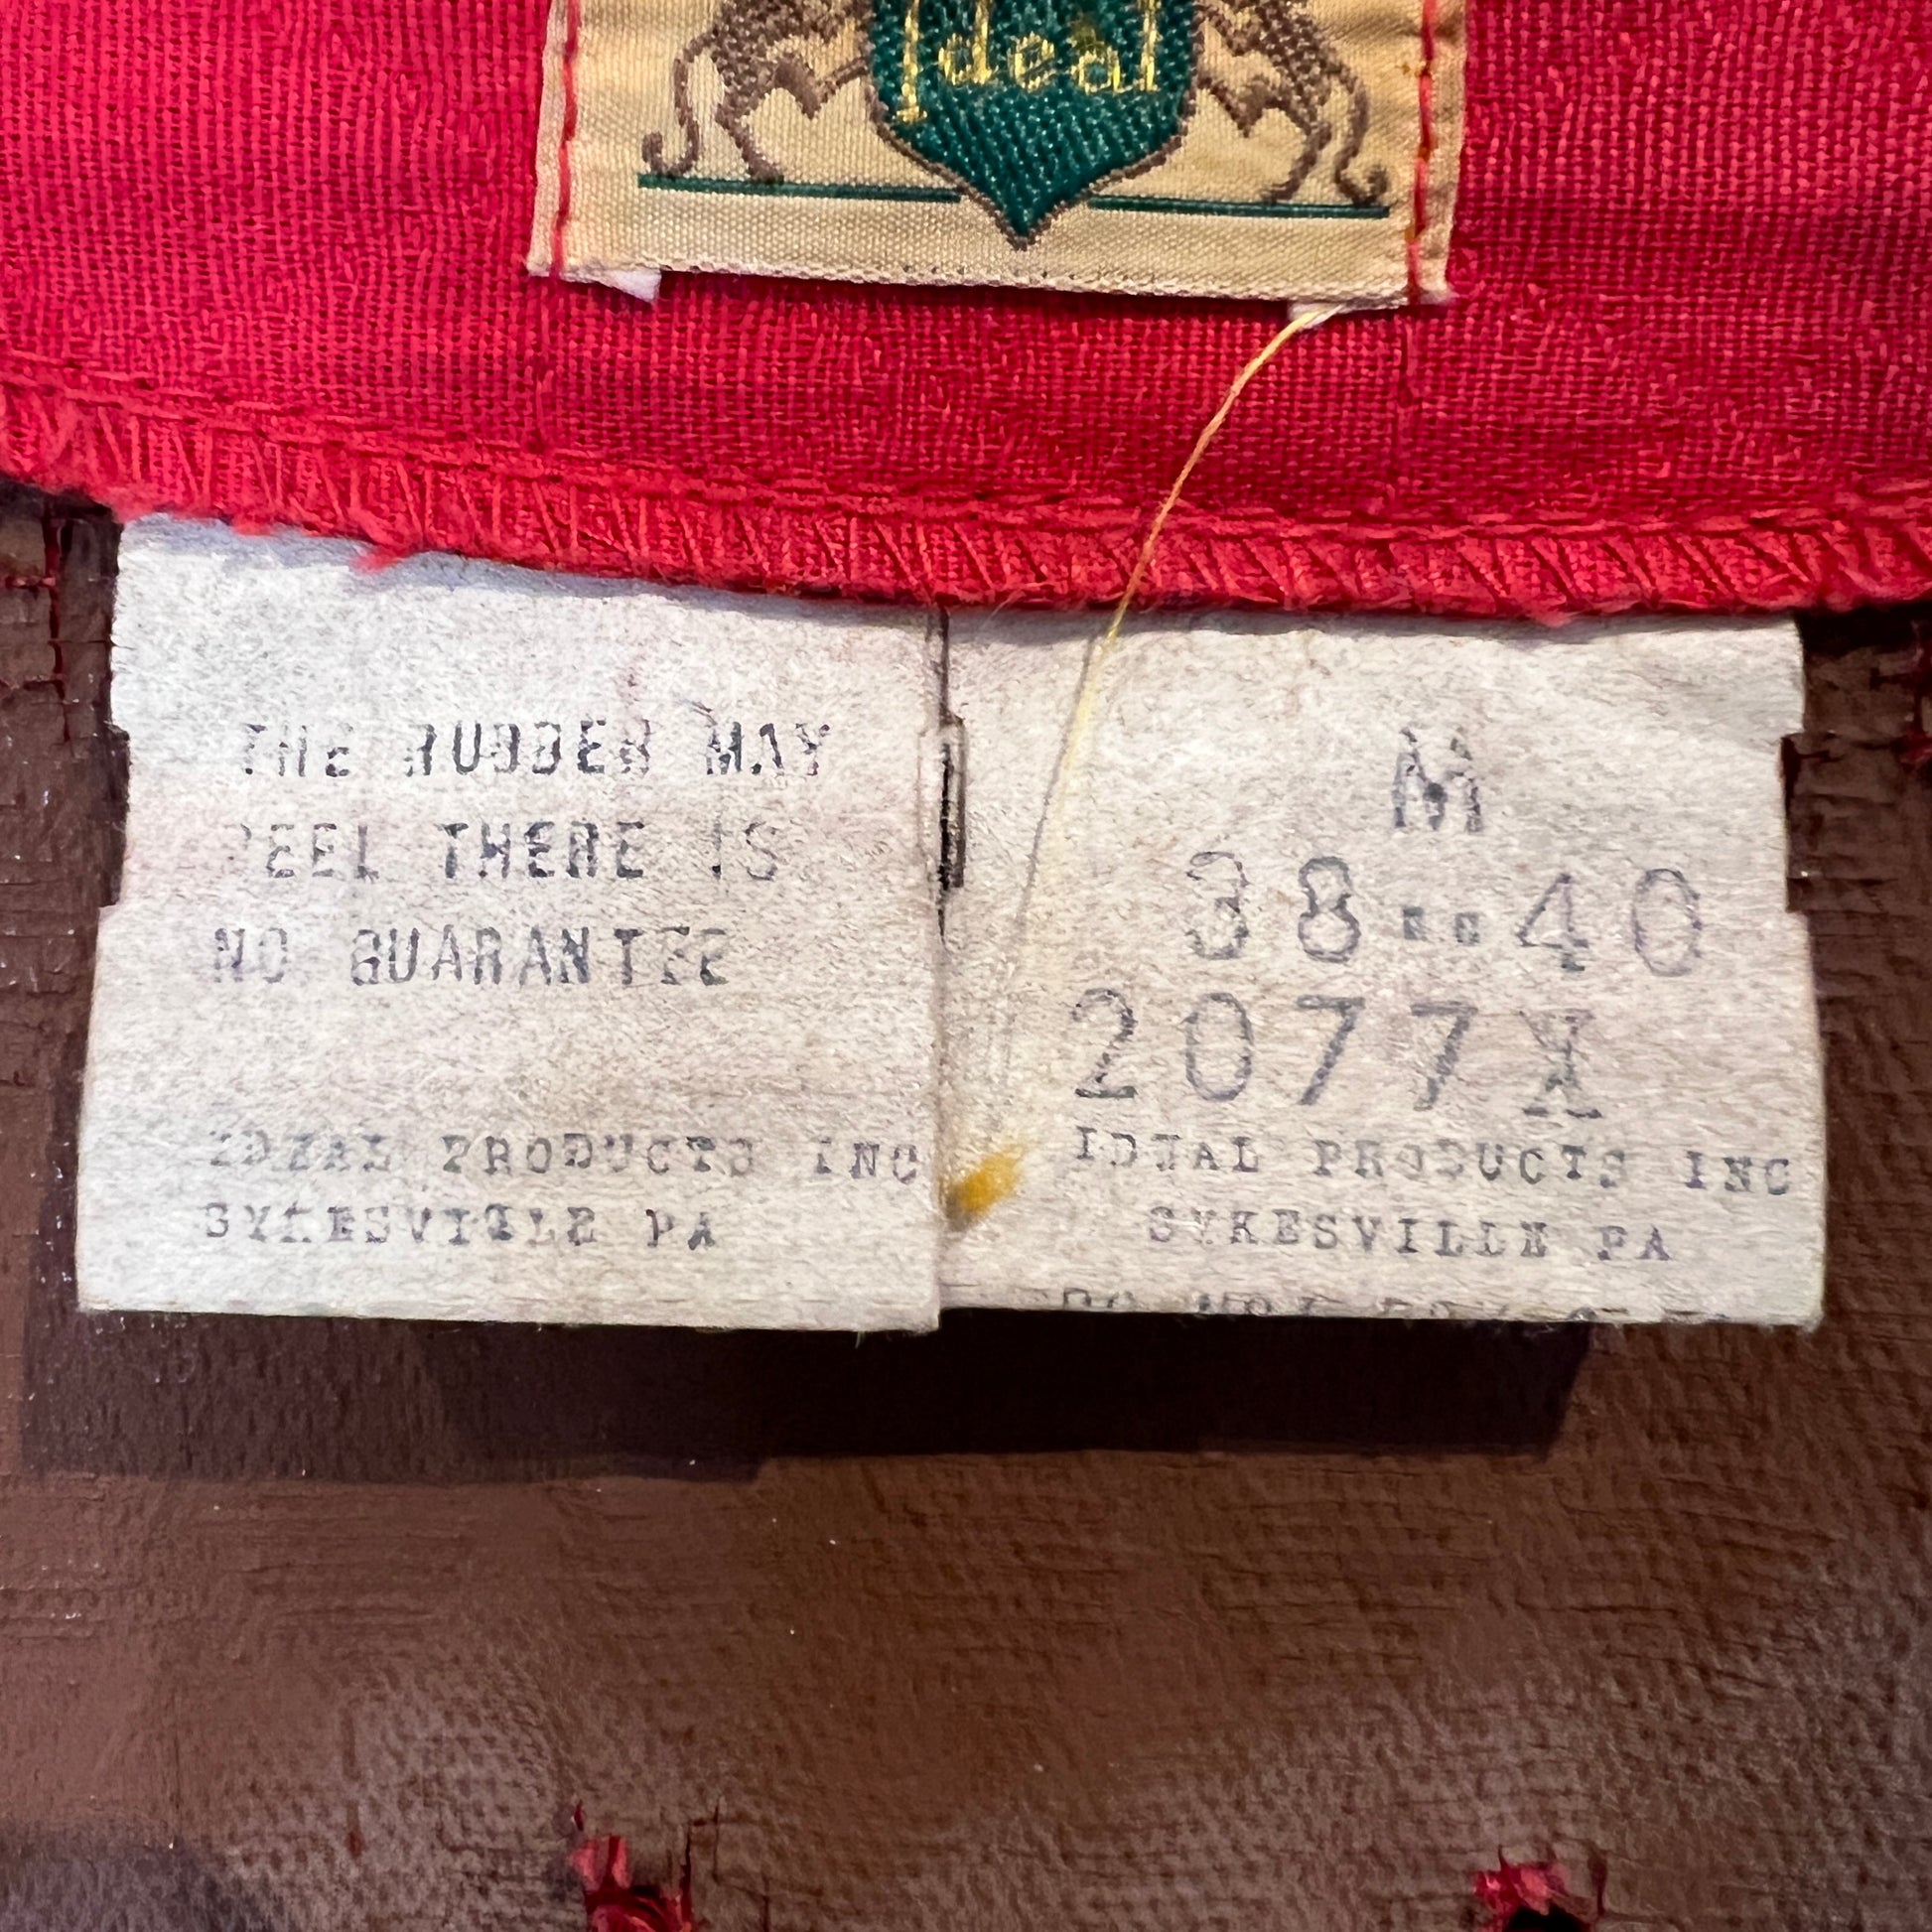 Ideal
THE RUBBER MAY
PEEL THERE IS
NO GUARANTEE
IDEAL PRODUCTS INC
SYKESVILLE PA
M
38--40
2077X
IDEAL PRODUCTS INC
SYKESVILLE PA